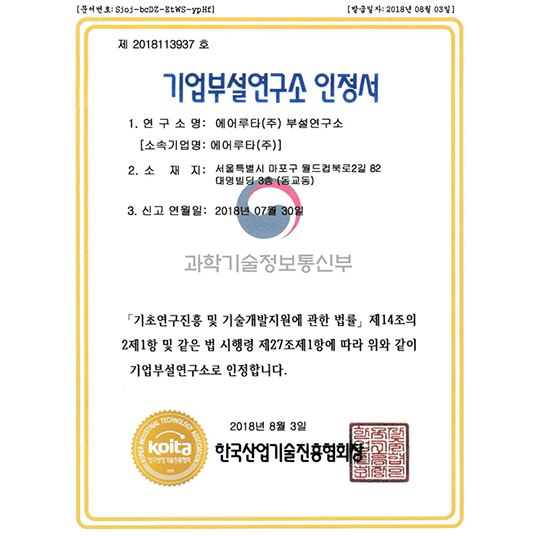 [문서번호: Sjoj-bcDZ-EtWS-ypHf] [발급일자: 2018년 08월 03일]
제 2018113937 호
기업부설연구소 인정서
1. 연 구 소 명: 에어루타(주) 부설연구소
[소속기업명: 에어루타(주)]
2. 소 재 지: 서울특별시 마포구 월드컵북로2길 82
대영빌딩 3층 (동교동)
3. 신고 연월일: 2018년 07월 30일
과학기술정보통신부
「기초연구진흥 및 기술개발지원에 관한 법률」 제14조의
2제1항 및 같은 법 시행령 제27조제1항에 따라 위와 같이
기업부설연구소로 인정합니다.
2018년 8월 3일
KOREA INDUSTRIAL TECHNOLOGY ASSOCIATION
koita
한국산업기술진흥협회
한국산업기술진흥협회장